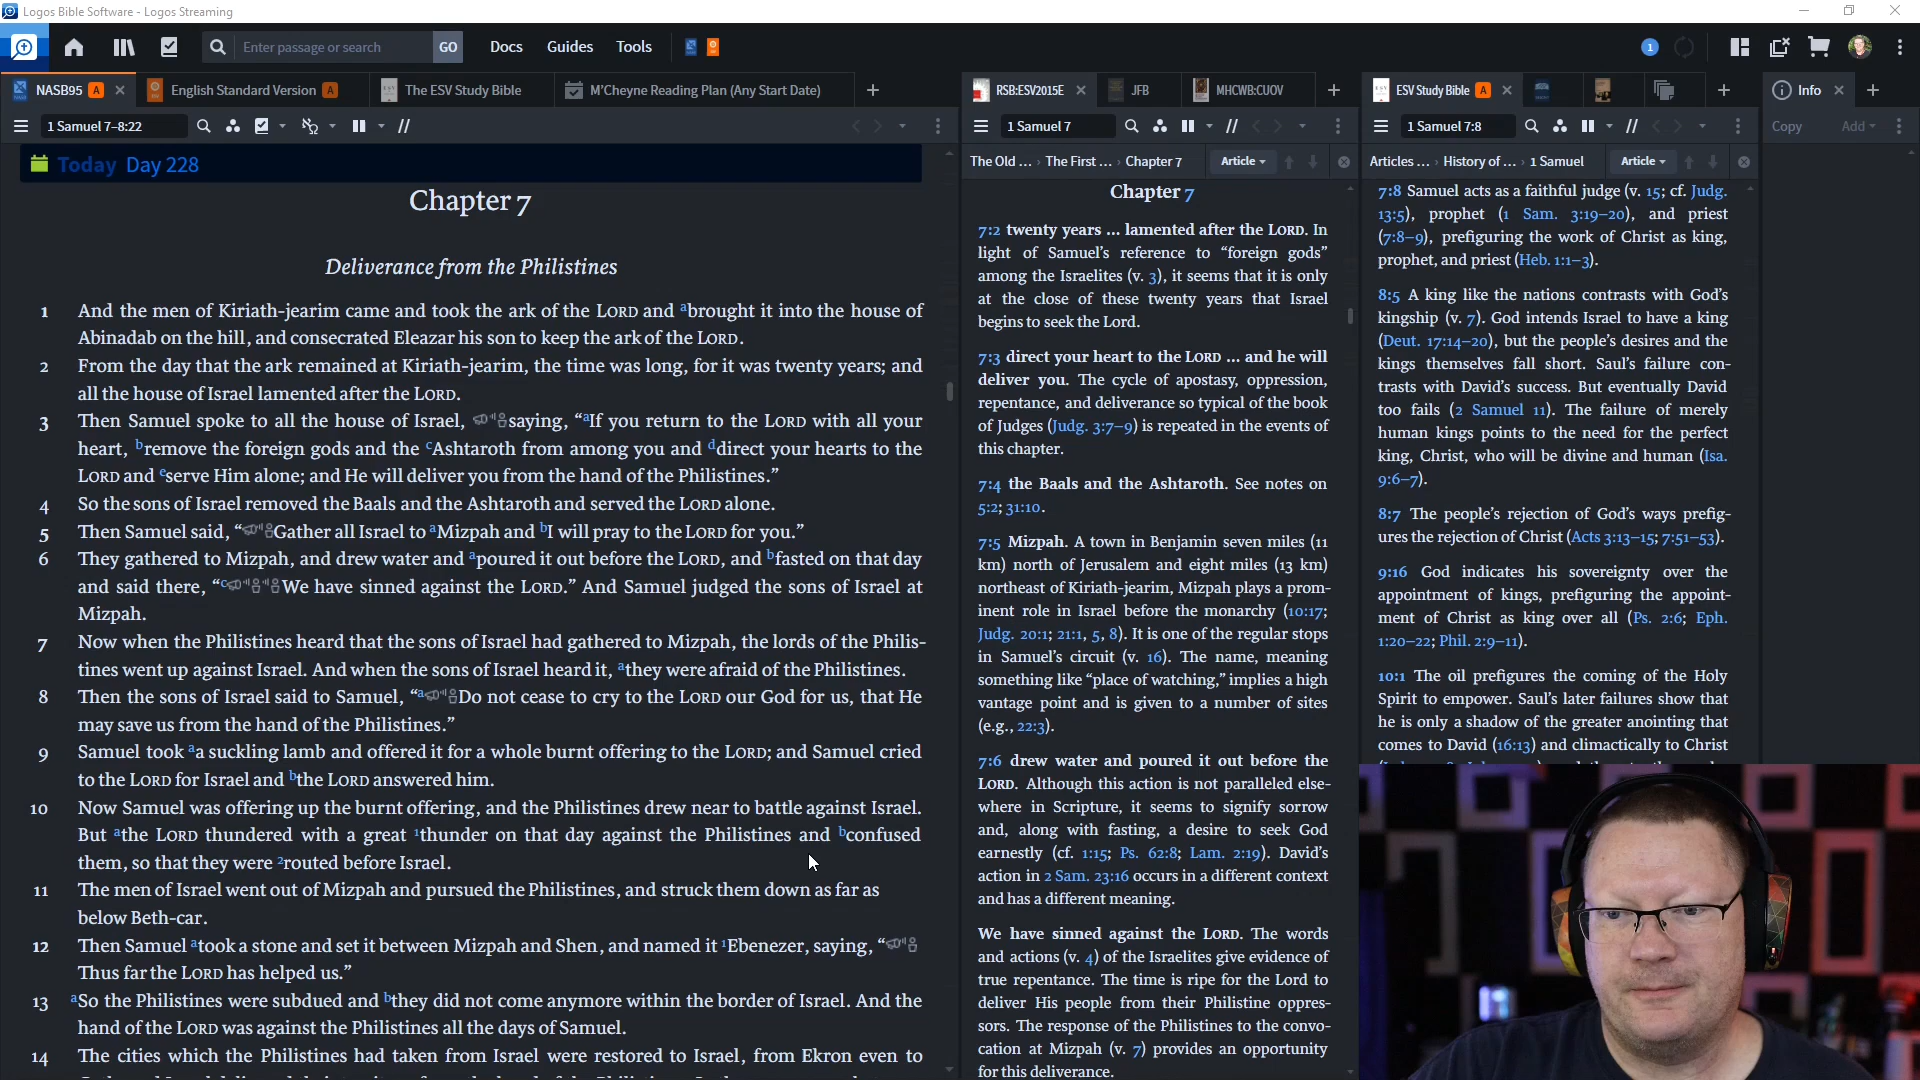 Logos Bible Software - Logos Streaming
Enter passage or search
GO
Docs
Guides
Tools
1
NASB95 A
English Standard Version A
The ESV Study Bible
M'Cheyne Reading Plan (Any Start Date)
1 Samuel 7–8:22
Today Day 228
Chapter 7
Deliverance from the Philistines
1 And the men of Kiriath-jearim came and took the ark of the LORD and ᵃbrought it into the house of
Abinadab on the hill, and consecrated Eleazar his son to keep the ark of the LORD.
2 From the day that the ark remained at Kiriath-jearim, the time was long, for it was twenty years; and
all the house of Israel lamented after the LORD.
3 Then Samuel spoke to all the house of Israel, saying, “ᵃIf you return to the LORD with all your
heart, ᵇremove the foreign gods and the ᶜAshtaroth from among you and ᵈdirect your hearts to the
LORD and ᵉserve Him alone; and He will deliver you from the hand of the Philistines.”
4 So the sons of Israel removed the Baals and the Ashtaroth and served the LORD alone.
5 Then Samuel said, “Gather all Israel to ᵃMizpah and ᵇI will pray to the LORD for you.”
6 They gathered to Mizpah, and drew water and ᵃpoured it out before the LORD, and ᵇfasted on that day
and said there, “ᶜWe have sinned against the LORD.” And Samuel judged the sons of Israel at
Mizpah.
7 Now when the Philistines heard that the sons of Israel had gathered to Mizpah, the lords of the Philis-
tines went up against Israel. And when the sons of Israel heard it, ᵃthey were afraid of the Philistines.
8 Then the sons of Israel said to Samuel, “ᵃDo not cease to cry to the LORD our God for us, that He
may save us from the hand of the Philistines.”
9 Samuel took ᵃa suckling lamb and offered it for a whole burnt offering to the LORD; and Samuel cried
to the LORD for Israel and ᵇthe LORD answered him.
10 Now Samuel was offering up the burnt offering, and the Philistines drew near to battle against Israel.
But ᵃthe LORD thundered with a great ¹thunder on that day against the Philistines and ᵇconfused
them, so that they were ²routed before Israel.
11 The men of Israel went out of Mizpah and pursued the Philistines, and struck them down as far as
below Beth-car.
12 Then Samuel ᵃtook a stone and set it between Mizpah and Shen, and named it ¹Ebenezer, saying, “
Thus far the LORD has helped us.”
13 ᵃSo the Philistines were subdued and ᵇthey did not come anymore within the border of Israel. And the
hand of the LORD was against the Philistines all the days of Samuel.
14 The cities which the Philistines had taken from Israel were restored to Israel, from Ekron even to
RSB:ESV2015E
JFB
MHCWB:CUOV
1 Samuel 7
The Old ... › The First ... › Chapter 7
Article
Chapter 7
7:2 twenty years ... lamented after the LORD. In
light of Samuel’s reference to “foreign gods”
among the Israelites (v. 3), it seems that it is only
at the close of these twenty years that Israel
begins to seek the Lord.
7:3 direct your heart to the LORD ... and he will
deliver you. The cycle of apostasy, oppression,
repentance, and deliverance so typical of the book
of Judges (Judg. 3:7–9) is repeated in the events of
this chapter.
7:4 the Baals and the Ashtaroth. See notes on
5:2; 31:10.
7:5 Mizpah. A town in Benjamin seven miles (11
km) north of Jerusalem and eight miles (13 km)
northeast of Kiriath-jearim, Mizpah plays a prom-
inent role in Israel before the monarchy (10:17;
Judg. 20:1; 21:1, 5, 8). It is one of the regular stops
in Samuel’s circuit (v. 16). The name, meaning
something like “place of watching,” implies a high
vantage point and is given to a number of sites
(e.g., 22:3).
7:6 drew water and poured it out before the
LORD. Although this action is not paralleled else-
where in Scripture, it seems to signify sorrow
and, along with fasting, a desire to seek God
earnestly (cf. 1:15; Ps. 62:8; Lam. 2:19). David’s
action in 2 Sam. 23:16 occurs in a different context
and has a different meaning.
We have sinned against the LORD. The words
and actions (v. 4) of the Israelites give evidence of
true repentance. The time is ripe for the Lord to
deliver His people from their Philistine oppres-
sors. The response of the Philistines to the convo-
cation at Mizpah (v. 7) provides an opportunity
for this deliverance.
ESV Study Bible A
1 Samuel 7:8
Articles ... › History of ... › 1 Samuel
Article
7:8 Samuel acts as a faithful judge (v. 15; cf. Judg.
13:5), prophet (1 Sam. 3:19–20), and priest
(7:8–9), prefiguring the work of Christ as king,
prophet, and priest (Heb. 1:1–3).
8:5 A king like the nations contrasts with God’s
kingship (v. 7). God intends Israel to have a king
(Deut. 17:14–20), but the people’s desires and the
kings themselves fall short. Saul’s failure con-
trasts with David’s success. But eventually David
too fails (2 Samuel 11). The failure of merely
human kings points to the need for the perfect
king, Christ, who will be divine and human (Isa.
9:6–7).
8:7 The people’s rejection of God’s ways prefig-
ures the rejection of Christ (Acts 3:13–15; 7:51–53).
9:16 God indicates his sovereignty over the
appointment of kings, prefiguring the appoint-
ment of Christ as king over all (Ps. 2:6; Eph.
1:20–22; Phil. 2:9–11).
10:1 The oil prefigures the coming of the Holy
Spirit to empower. Saul’s later failures show that
he is only a shadow of the greater anointing that
comes to David (16:13) and climactically to Christ
Info
Copy
Add